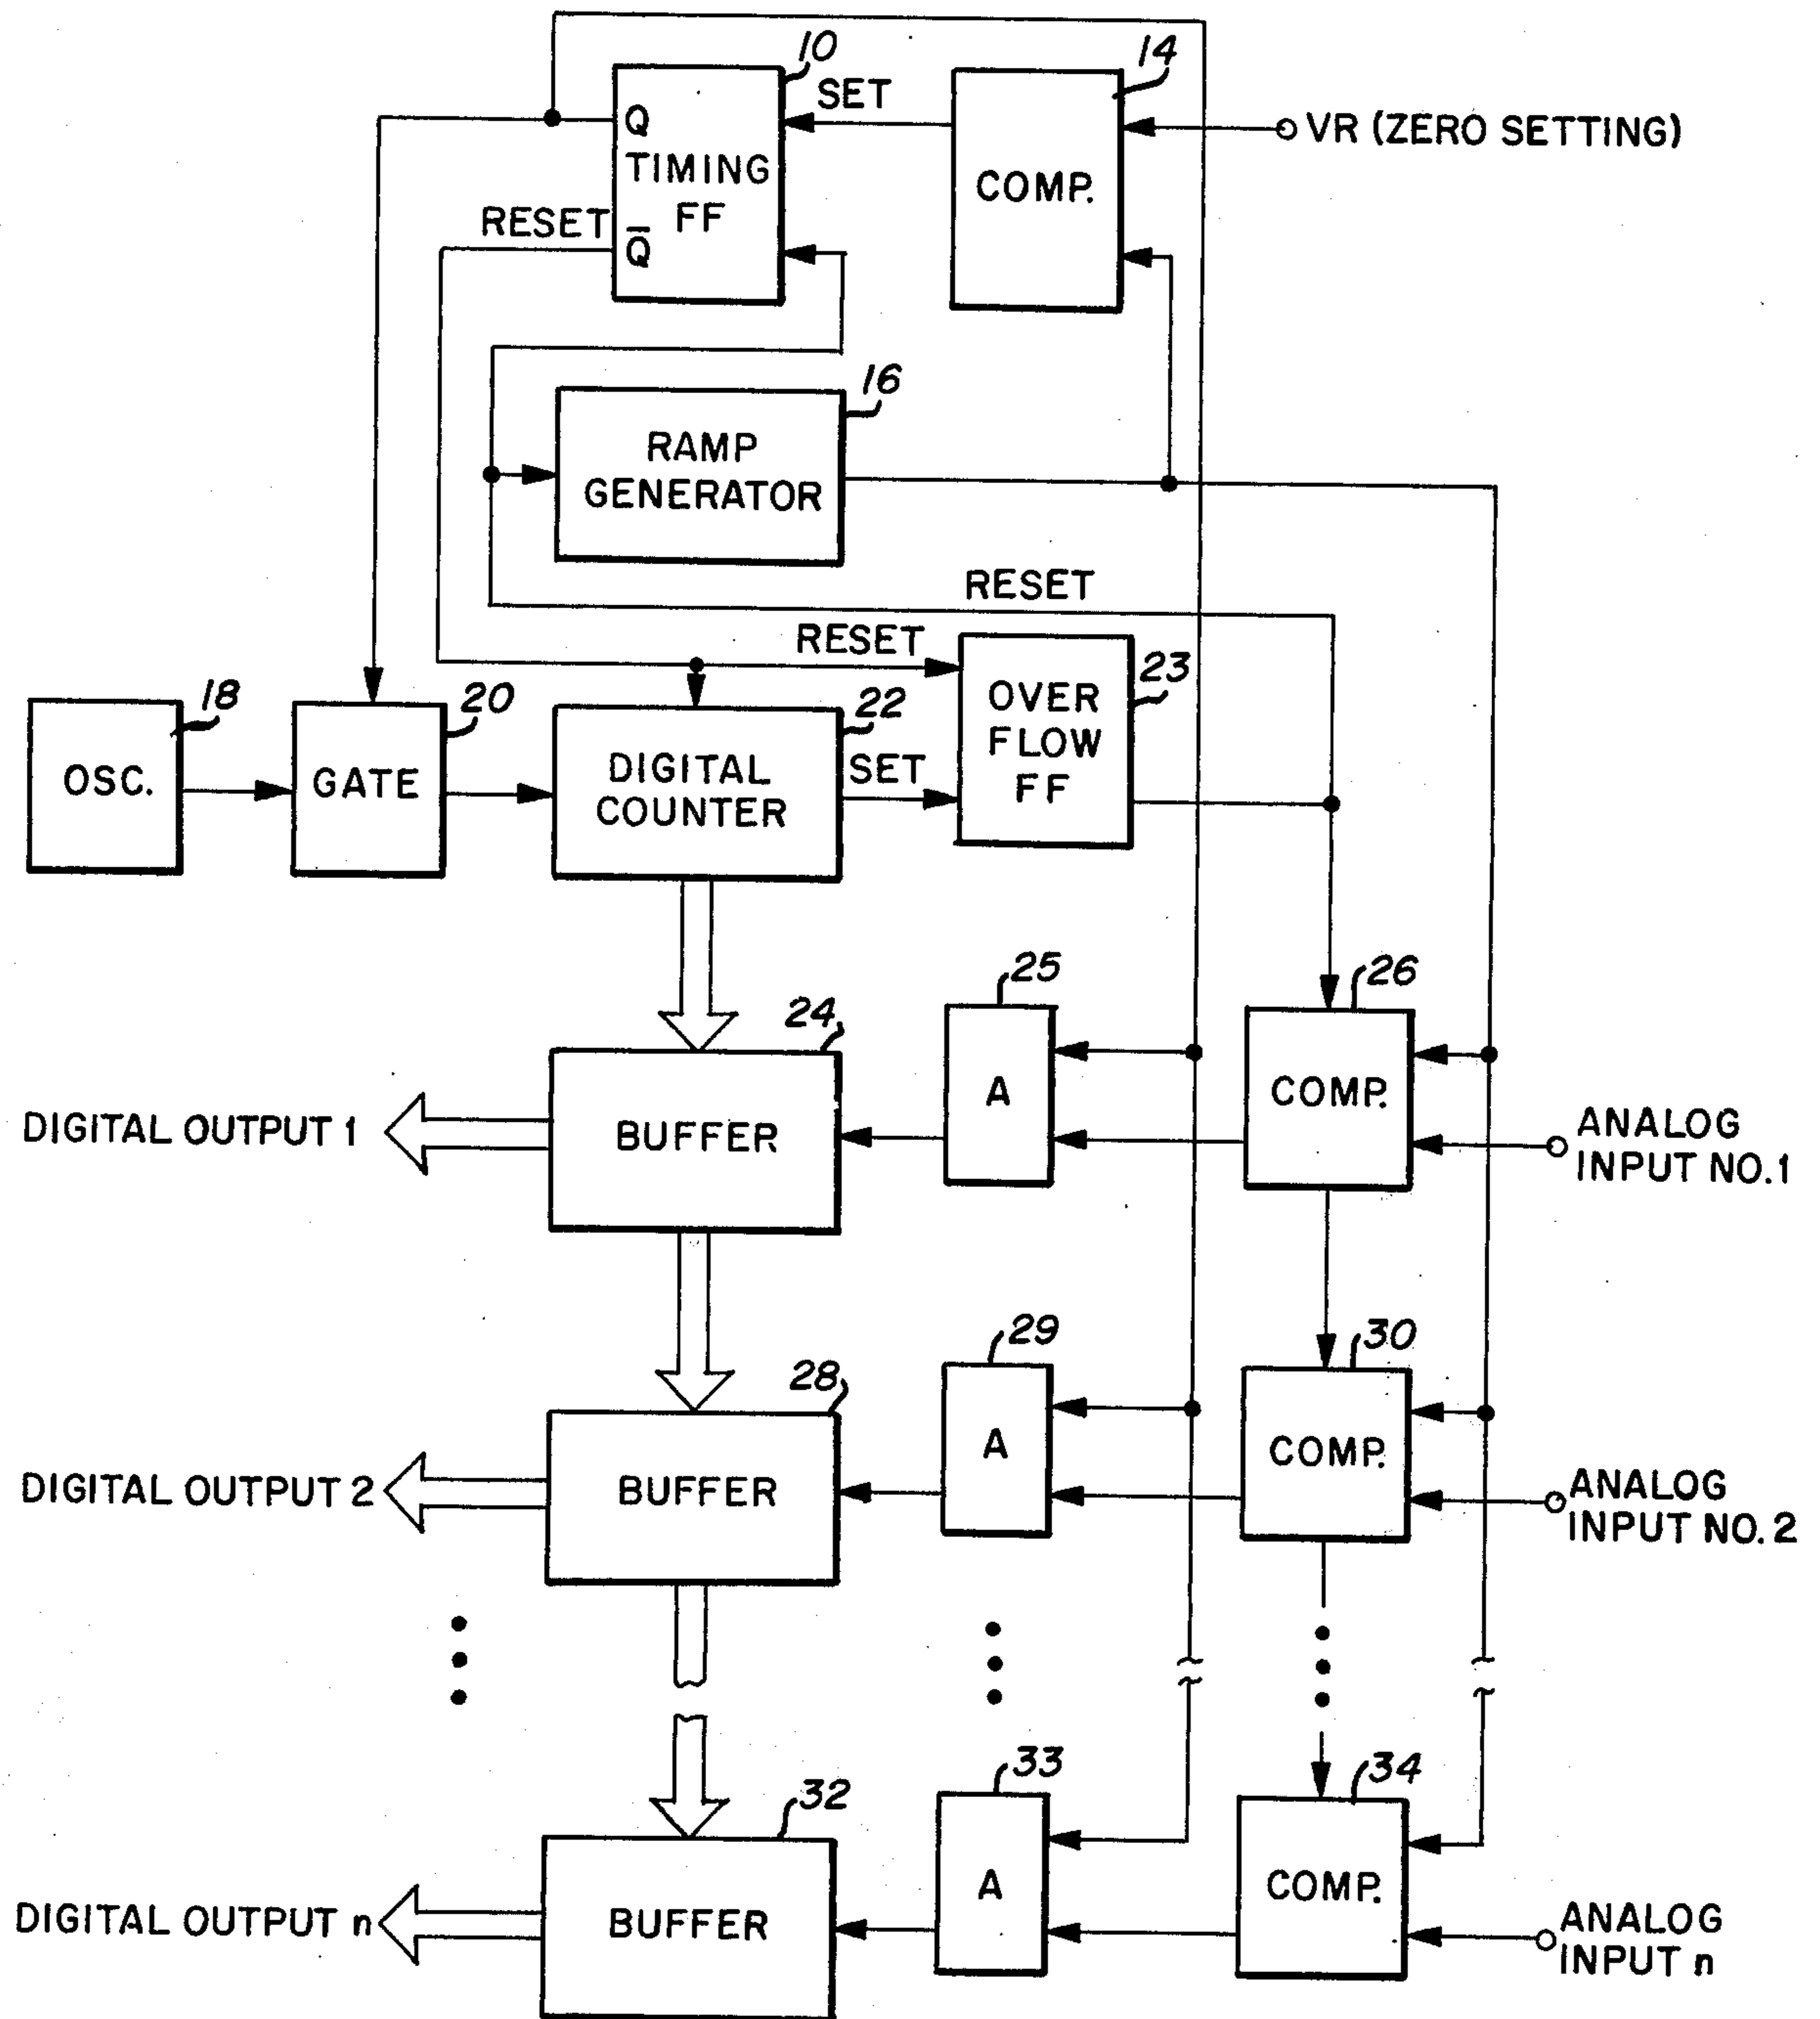 10
14
SET
Q
TIMING
FF
Q̅
RESET
COMP.
VR (ZERO SETTING)
16
RAMP
GENERATOR
RESET
RESET
18
OSC.
20
GATE
22
DIGITAL
COUNTER
SET
23
OVER
FLOW
FF
24
BUFFER
25
A
26
COMP.
DIGITAL OUTPUT 1
ANALOG
INPUT NO. 1
28
BUFFER
29
A
30
COMP.
DIGITAL OUTPUT 2
ANALOG
INPUT NO. 2
32
BUFFER
33
A
34
COMP.
DIGITAL OUTPUT n
ANALOG
INPUT n